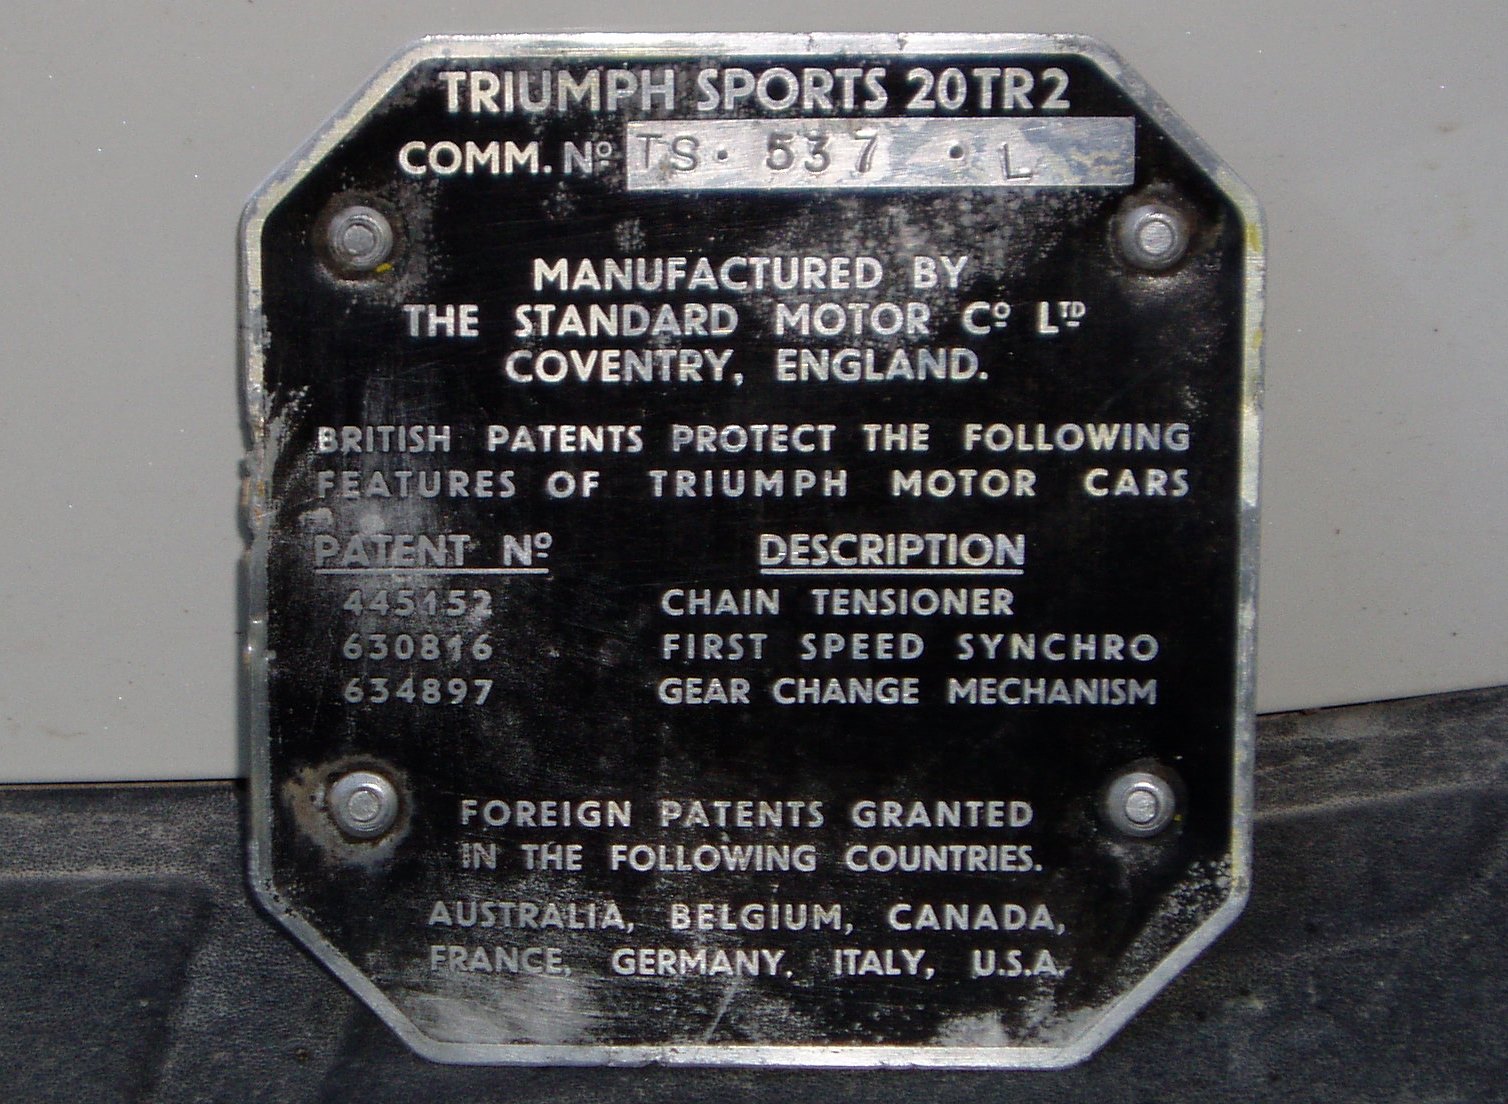 TRIUMPH SPORTS 20TR2
COMM. Nº TS · 537 · L
MANUFACTURED BY
THE STANDARD MOTOR Cº LTD
COVENTRY, ENGLAND.
BRITISH PATENTS PROTECT THE FOLLOWING
FEATURES OF TRIUMPH MOTOR CARS
PATENT Nº DESCRIPTION
445152 CHAIN TENSIONER
630816 FIRST SPEED SYNCHRO
634897 GEAR CHANGE MECHANISM
FOREIGN PATENTS GRANTED
IN THE FOLLOWING COUNTRIES.
AUSTRALIA, BELGIUM, CANADA,
FRANCE, GERMANY, ITALY, U.S.A.